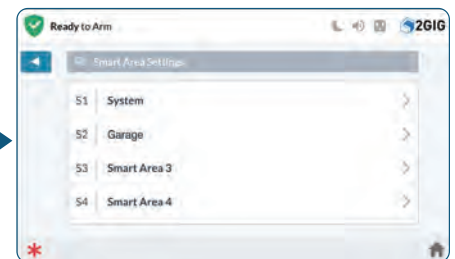 Ready to Arm
2GIG
Smart Area Settings
S1 System
S2 Garage
S3 Smart Area 3
S4 Smart Area 4